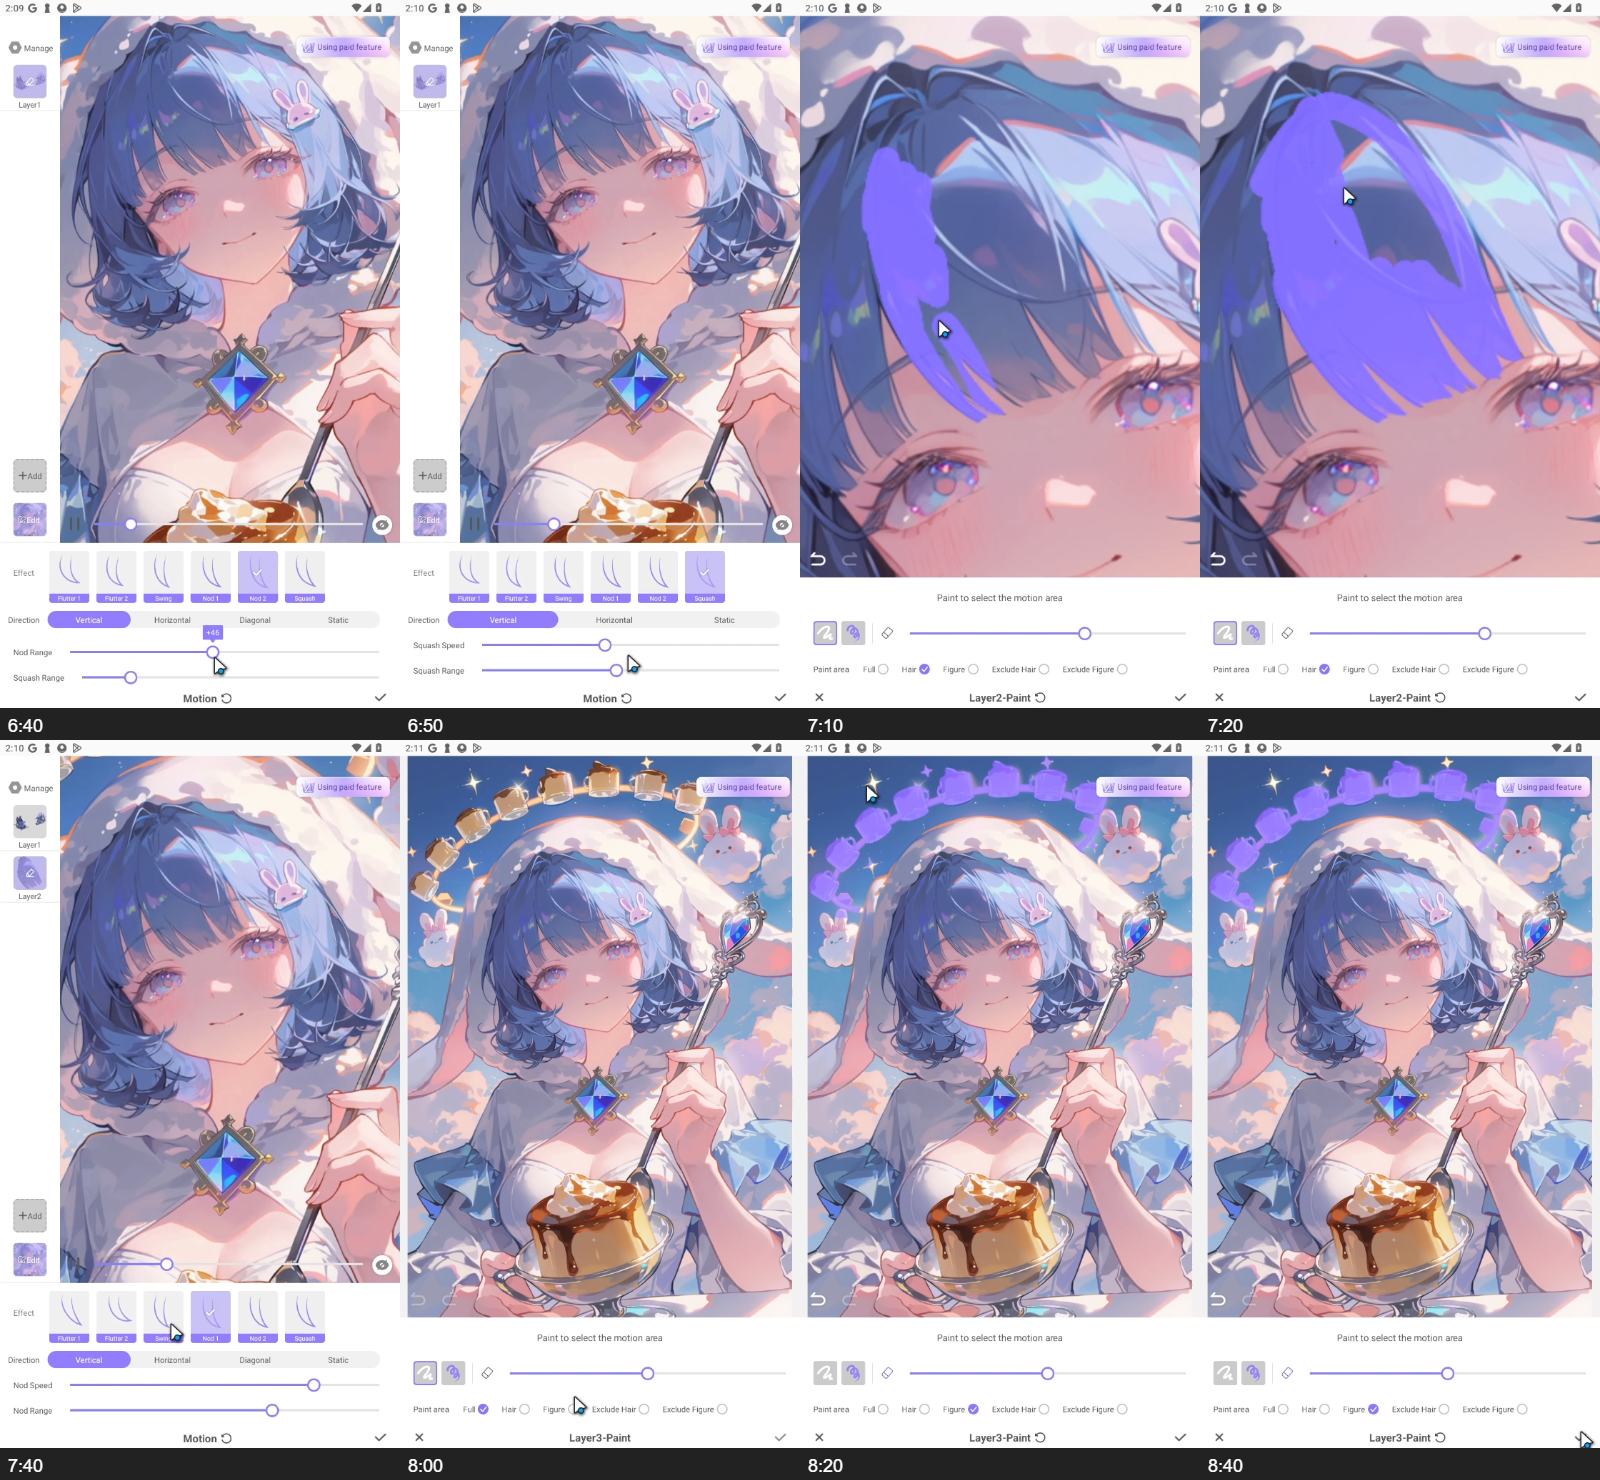 2:09
Using paid feature
Manage
Layer1
+Add
Edit
Effect
Flutter 1 Flutter 2 Swing Nod 1 Nod 2 Squash
Direction Vertical Horizontal Diagonal Static
+46
Nod Range
Squash Range
Motion
6:40
2:10
Using paid feature
Manage
Layer1
+Add
Edit
Effect
Flutter 1 Flutter 2 Swing Nod 1 Nod 2 Squash
Direction Vertical Horizontal Static
Squash Speed
Squash Range
Motion
6:50
2:10
Using paid feature
Paint to select the motion area
Paint area Full Hair Figure Exclude Hair Exclude Figure
Layer2-Paint
7:10
2:10
Using paid feature
Paint to select the motion area
Paint area Full Hair Figure Exclude Hair Exclude Figure
Layer2-Paint
7:20
2:10
Using paid feature
Manage
Layer1
Layer2
+Add
Edit
Effect
Flutter 1 Flutter 2 Swing Nod 1 Nod 2 Squash
Direction Vertical Horizontal Diagonal Static
Nod Speed
Nod Range
Motion
7:40
2:11
Using paid feature
Paint to select the motion area
Paint area Full Hair Figure Exclude Hair Exclude Figure
Layer3-Paint
8:00
2:11
Using paid feature
Paint to select the motion area
Paint area Full Hair Figure Exclude Hair Exclude Figure
Layer3-Paint
8:20
2:11
Using paid feature
Paint to select the motion area
Paint area Full Hair Figure Exclude Hair Exclude Figure
Layer3-Paint
8:40